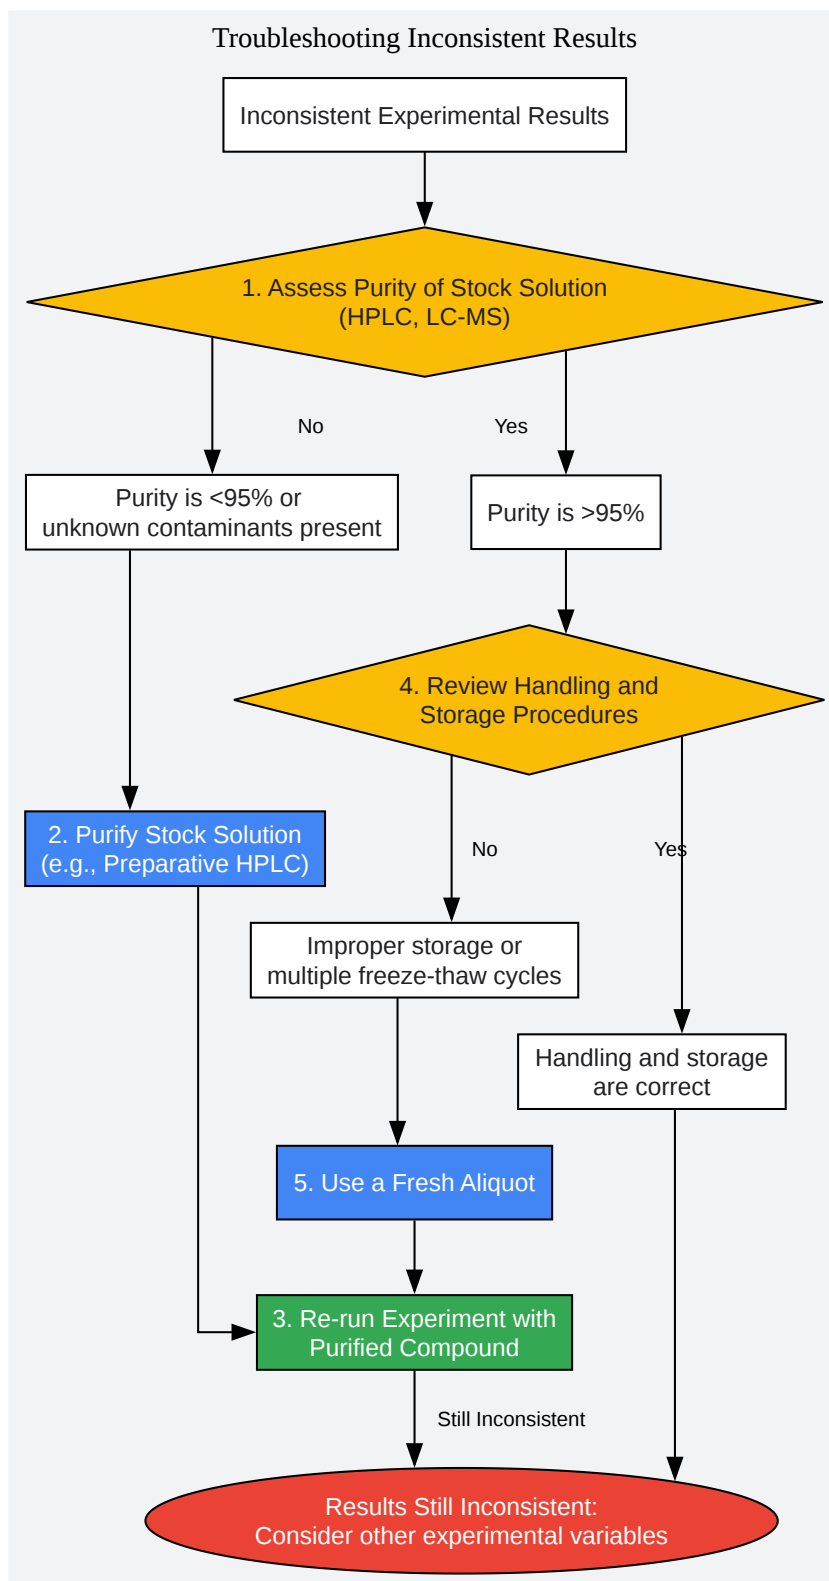 Troubleshooting Inconsistent Results
Inconsistent Experimental Results
1. Assess Purity of Stock Solution
(HPLC, LC-MS)
No
Yes
Purity is <95% or
unknown contaminants present
Purity is >95%
4. Review Handling and
Storage Procedures
2. Purify Stock Solution
(e.g., Preparative HPLC)
No
Yes
Improper storage or
multiple freeze-thaw cycles
Handling and storage
are correct
5. Use a Fresh Aliquot
3. Re-run Experiment with
Purified Compound
Still Inconsistent
Results Still Inconsistent:
Consider other experimental variables